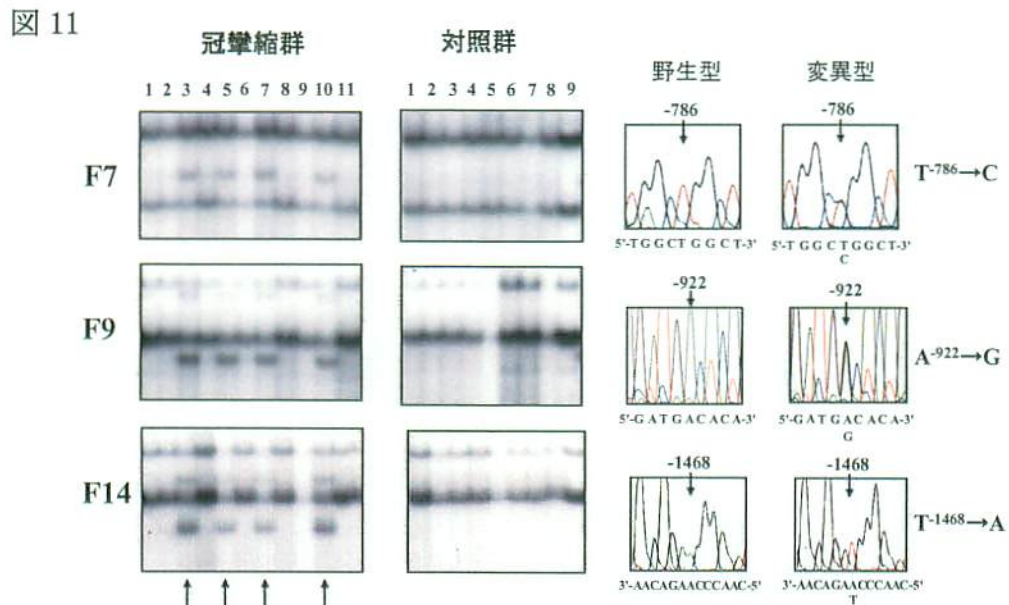 図 11
冠攣縮群
対照群
野生型
変異型
1 2 3 4 5 6 7 8 9 10 11
1 2 3 4 5 6 7 8 9
-786
-786
F7
T-786→C
5'-TGGCTGGCT-3'
5'-TGGCTGGCT-3'
C
-922
-922
F9
A-922→G
5'-GATGACACA-3'
5'-GATGACACA-3'
G
-1468
-1468
F14
T-1468→A
3'-AACAGAACCCAAC-5'
3'-AACAGAACCCAAC-5'
T